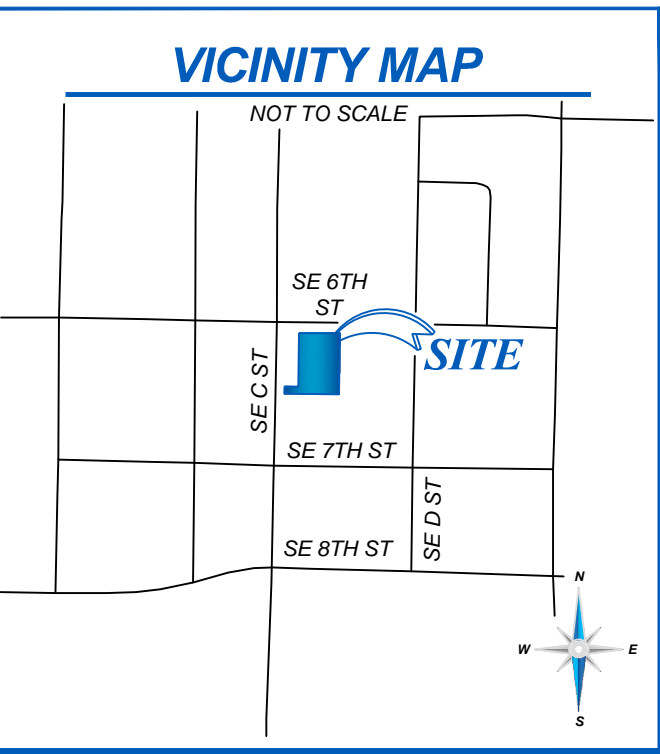 VICINITY MAP
NOT TO SCALE
SE 6TH
ST
SITE
SE C ST
SE 7TH ST
SE D ST
SE 8TH ST
N
W
E
S